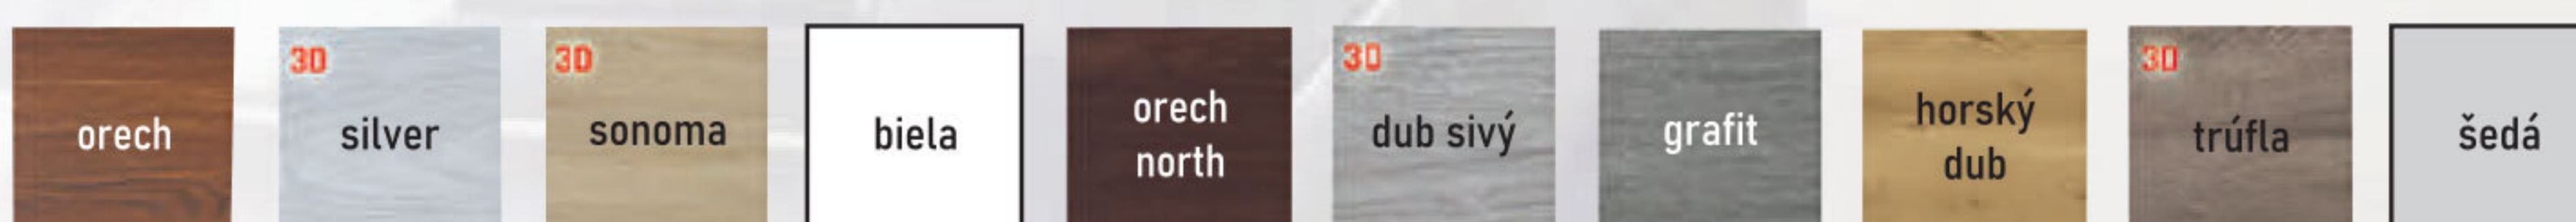 orech
3D
silver
3D
sonoma
biela
orech
north
3D
dub sivý
grafit
horský
dub
3D
trúfla
šedá